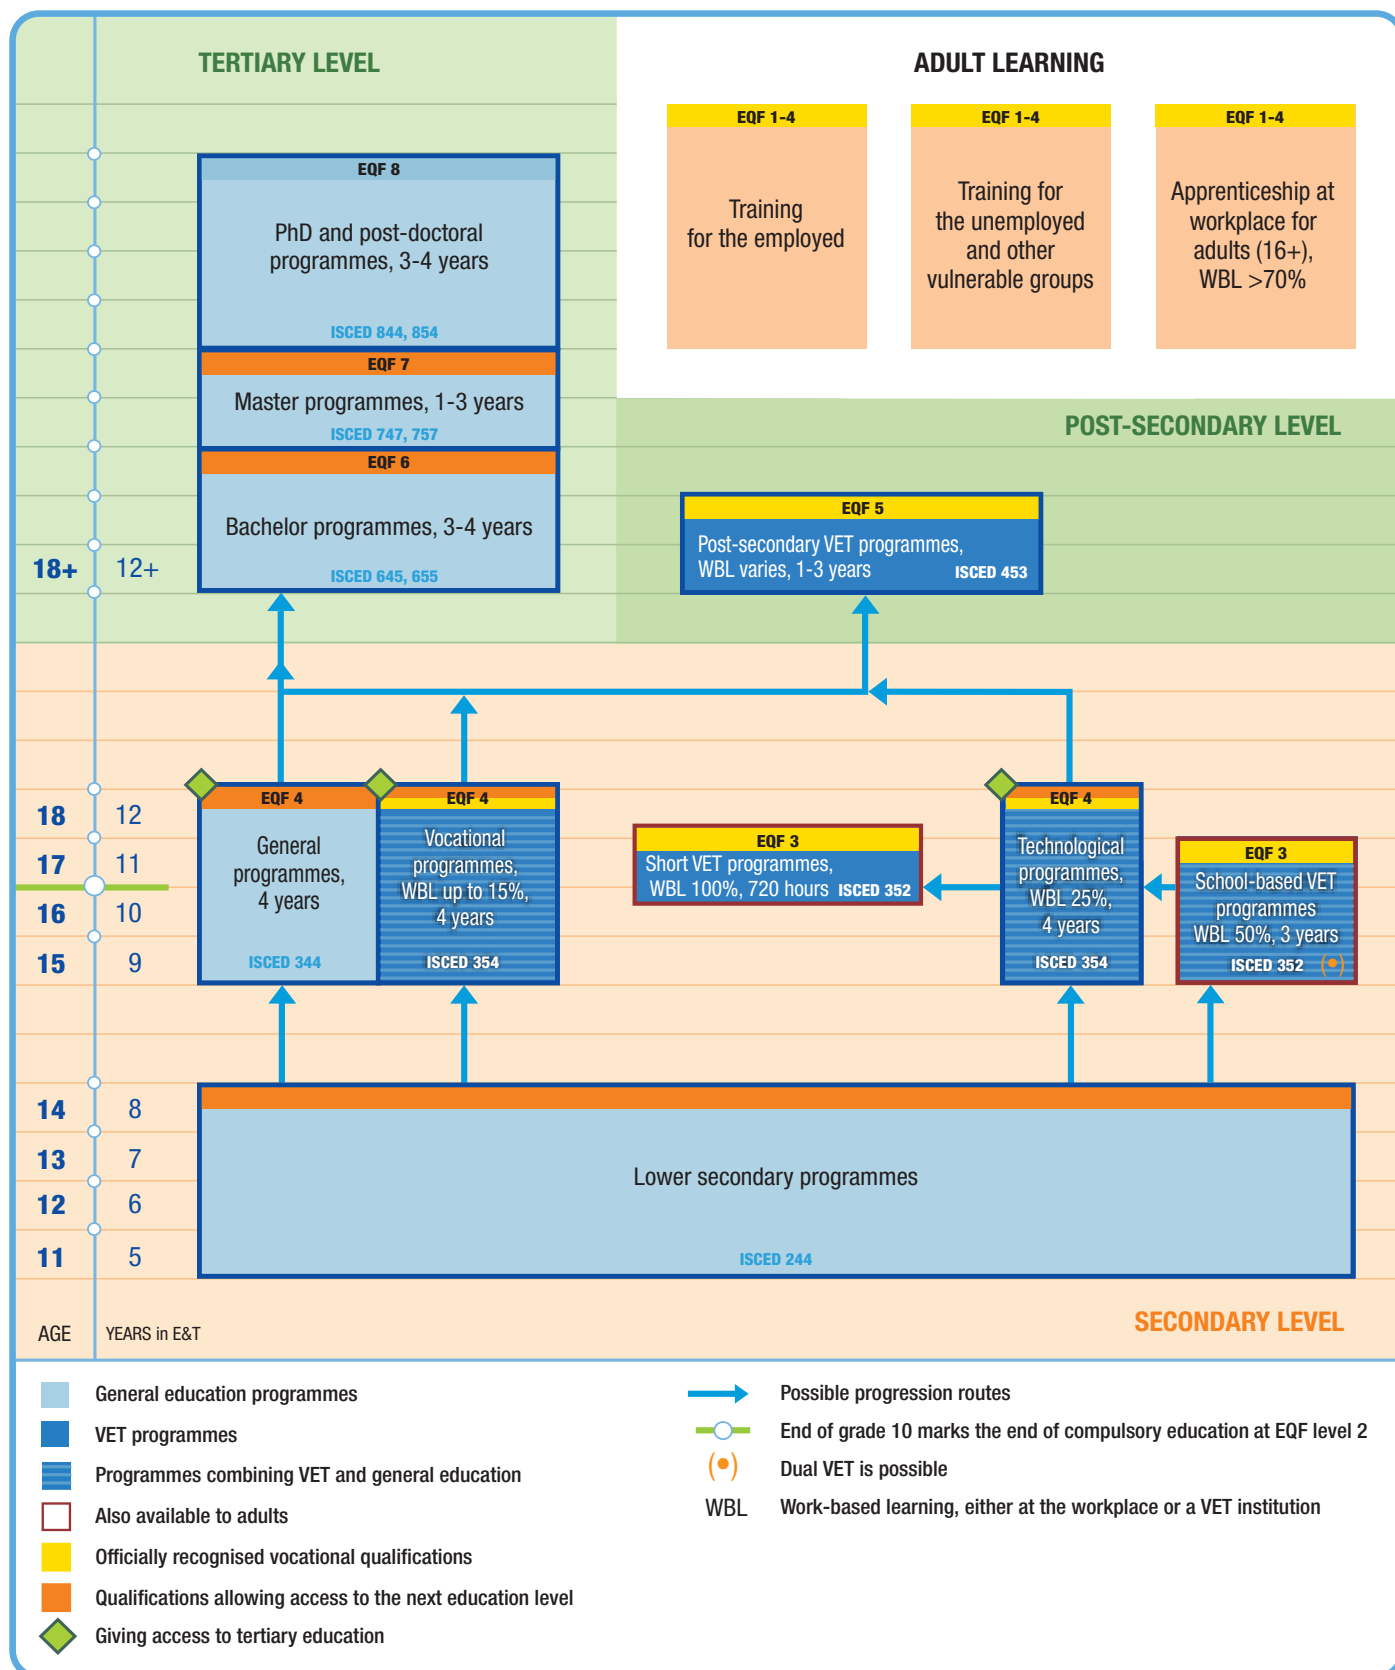 TERTIARY LEVEL
ADULT LEARNING
EQF 1-4
Training
for the employed
EQF 1-4
Training for
the unemployed
and other
vulnerable groups
EQF 1-4
Apprenticeship at
workplace for
adults (16+),
WBL >70%
EQF 8
PhD and post-doctoral
programmes, 3-4 years
ISCED 844, 854
EQF 7
Master programmes, 1-3 years
ISCED 747, 757
EQF 6
Bachelor programmes, 3-4 years
ISCED 645, 655
POST-SECONDARY LEVEL
EQF 5
Post-secondary VET programmes,
WBL varies, 1-3 years ISCED 453
18+ 12+
18 12
17 11
16 10
15 9
EQF 4
General
programmes,
4 years
ISCED 344
EQF 4
Vocational
programmes,
WBL up to 15%,
4 years
ISCED 354
EQF 3
Short VET programmes,
WBL 100%, 720 hours ISCED 352
EQF 4
Technological
programmes,
WBL 25%,
4 years
ISCED 354
EQF 3
School-based VET
programmes
WBL 50%, 3 years
ISCED 352
14 8
13 7
12 6
11 5
Lower secondary programmes
ISCED 244
AGE YEARS in E&T
SECONDARY LEVEL
General education programmes
VET programmes
Programmes combining VET and general education
Also available to adults
Officially recognised vocational qualifications
Qualifications allowing access to the next education level
Giving access to tertiary education
Possible progression routes
End of grade 10 marks the end of compulsory education at EQF level 2
Dual VET is possible
WBL Work-based learning, either at the workplace or a VET institution